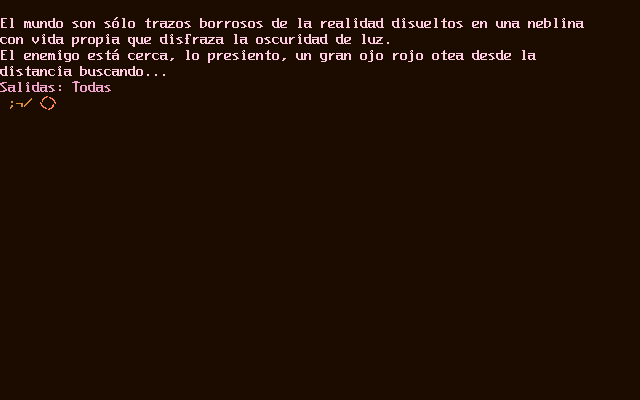 El mundo son sólo trazos borrosos de la realidad disueltos en una neblina
con vida propia que disfraza la oscuridad de luz.
El enemigo está cerca, lo presiento, un gran ojo rojo otea desde la
distancia buscando...
Salidas: Todas
;¬/